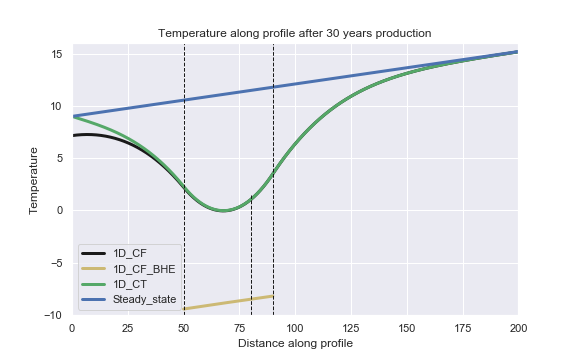 Temperature along profile after 30 years production
15
10
5
0
−5
−10
Temperature
1D_CF
1D_CF_BHE
1D_CT
Steady_state
0 25 50 75 100 125 150 175 200
Distance along profile